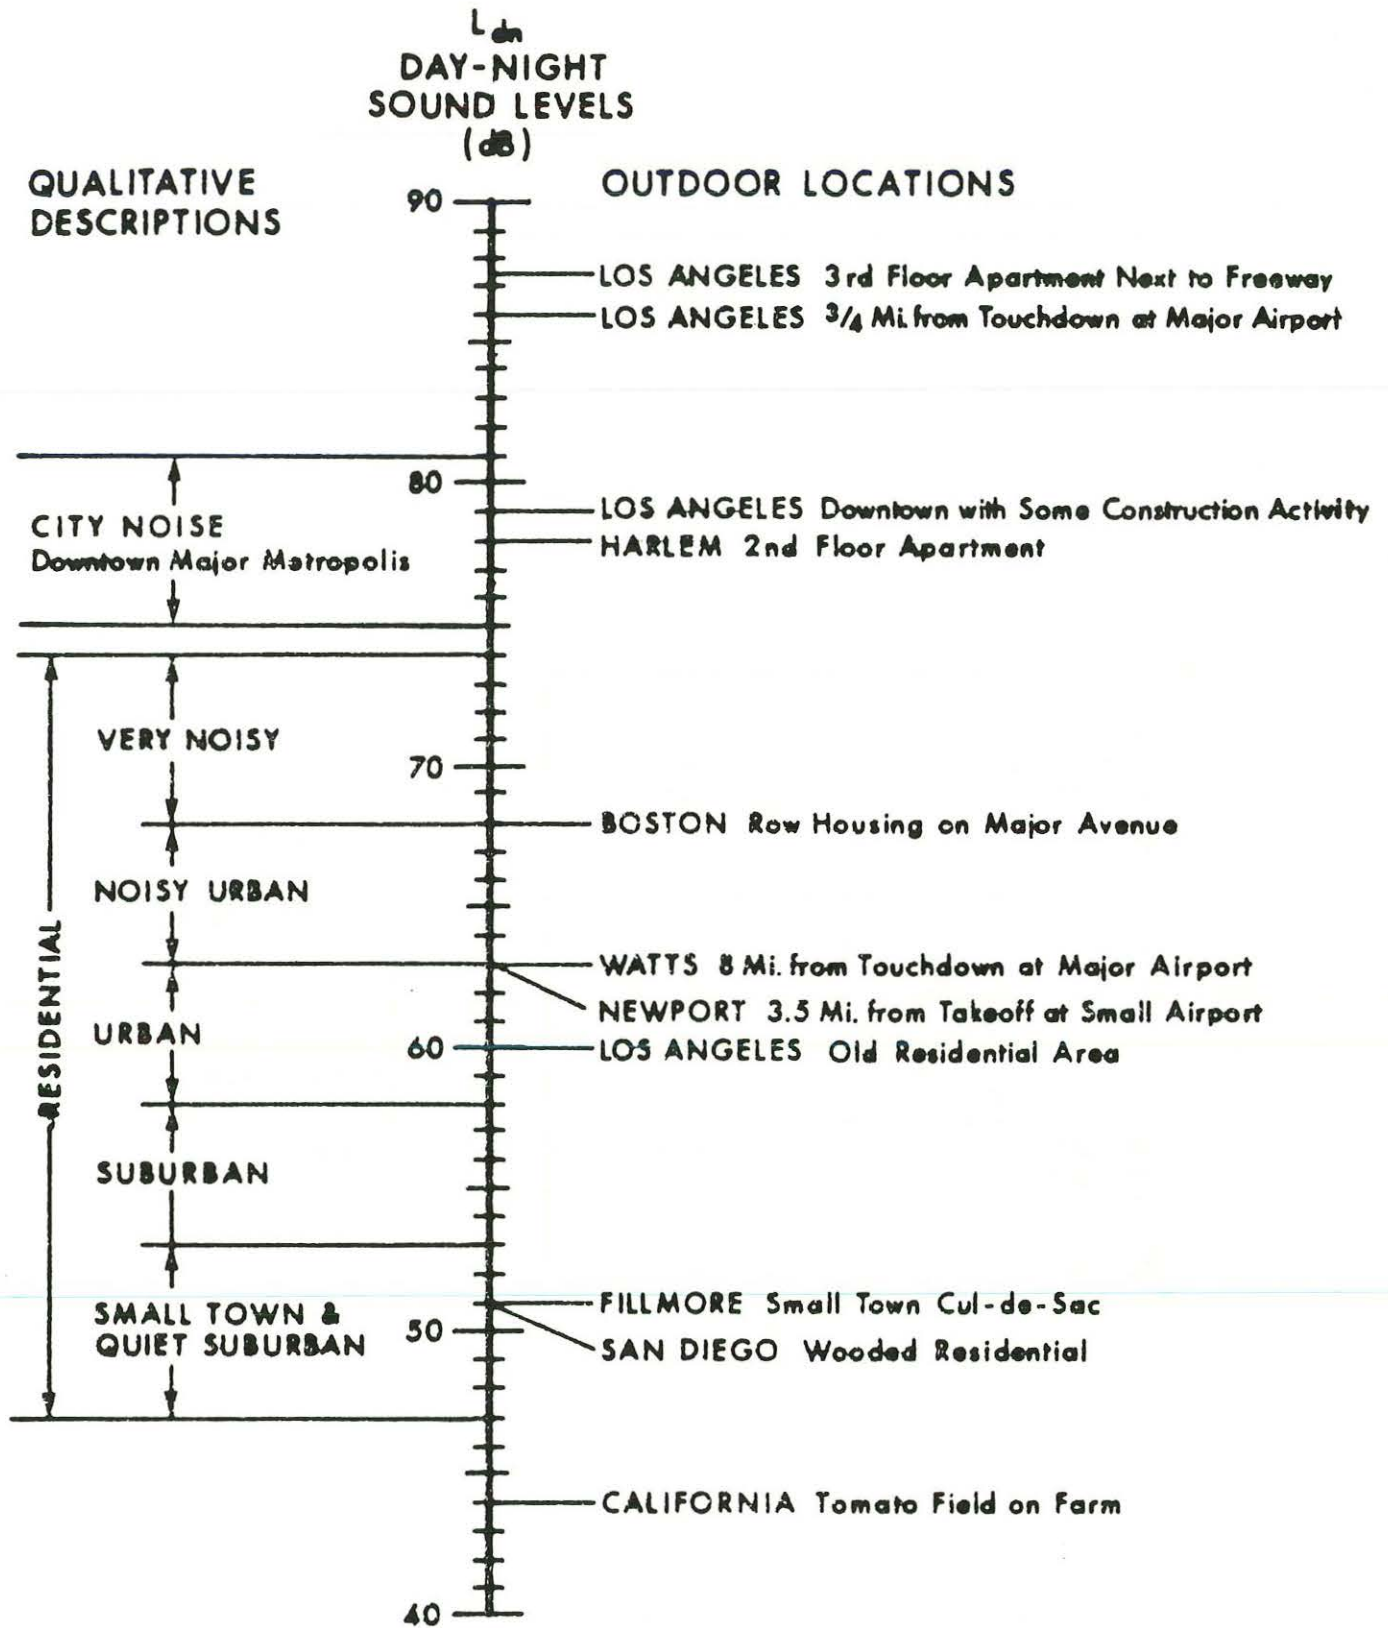 Ldn
DAY-NIGHT
SOUND LEVELS
(dB)
QUALITATIVE
DESCRIPTIONS
OUTDOOR LOCATIONS
90
LOS ANGELES 3rd Floor Apartment Next to Freeway
LOS ANGELES 3/4 Mi. from Touchdown at Major Airport
80
LOS ANGELES Downtown with Some Construction Activity
CITY NOISE
HARLEM 2nd Floor Apartment
Downtown Major Metropolis
VERY NOISY
70
BOSTON Row Housing on Major Avenue
NOISY URBAN
WATTS 8 Mi. from Touchdown at Major Airport
NEWPORT 3.5 Mi. from Takeoff at Small Airport
RESIDENTIAL
URBAN
60
LOS ANGELES Old Residential Area
SUBURBAN
FILLMORE Small Town Cul-de-Sac
SMALL TOWN &
QUIET SUBURBAN
50
SAN DIEGO Wooded Residential
CALIFORNIA Tomato Field on Farm
40